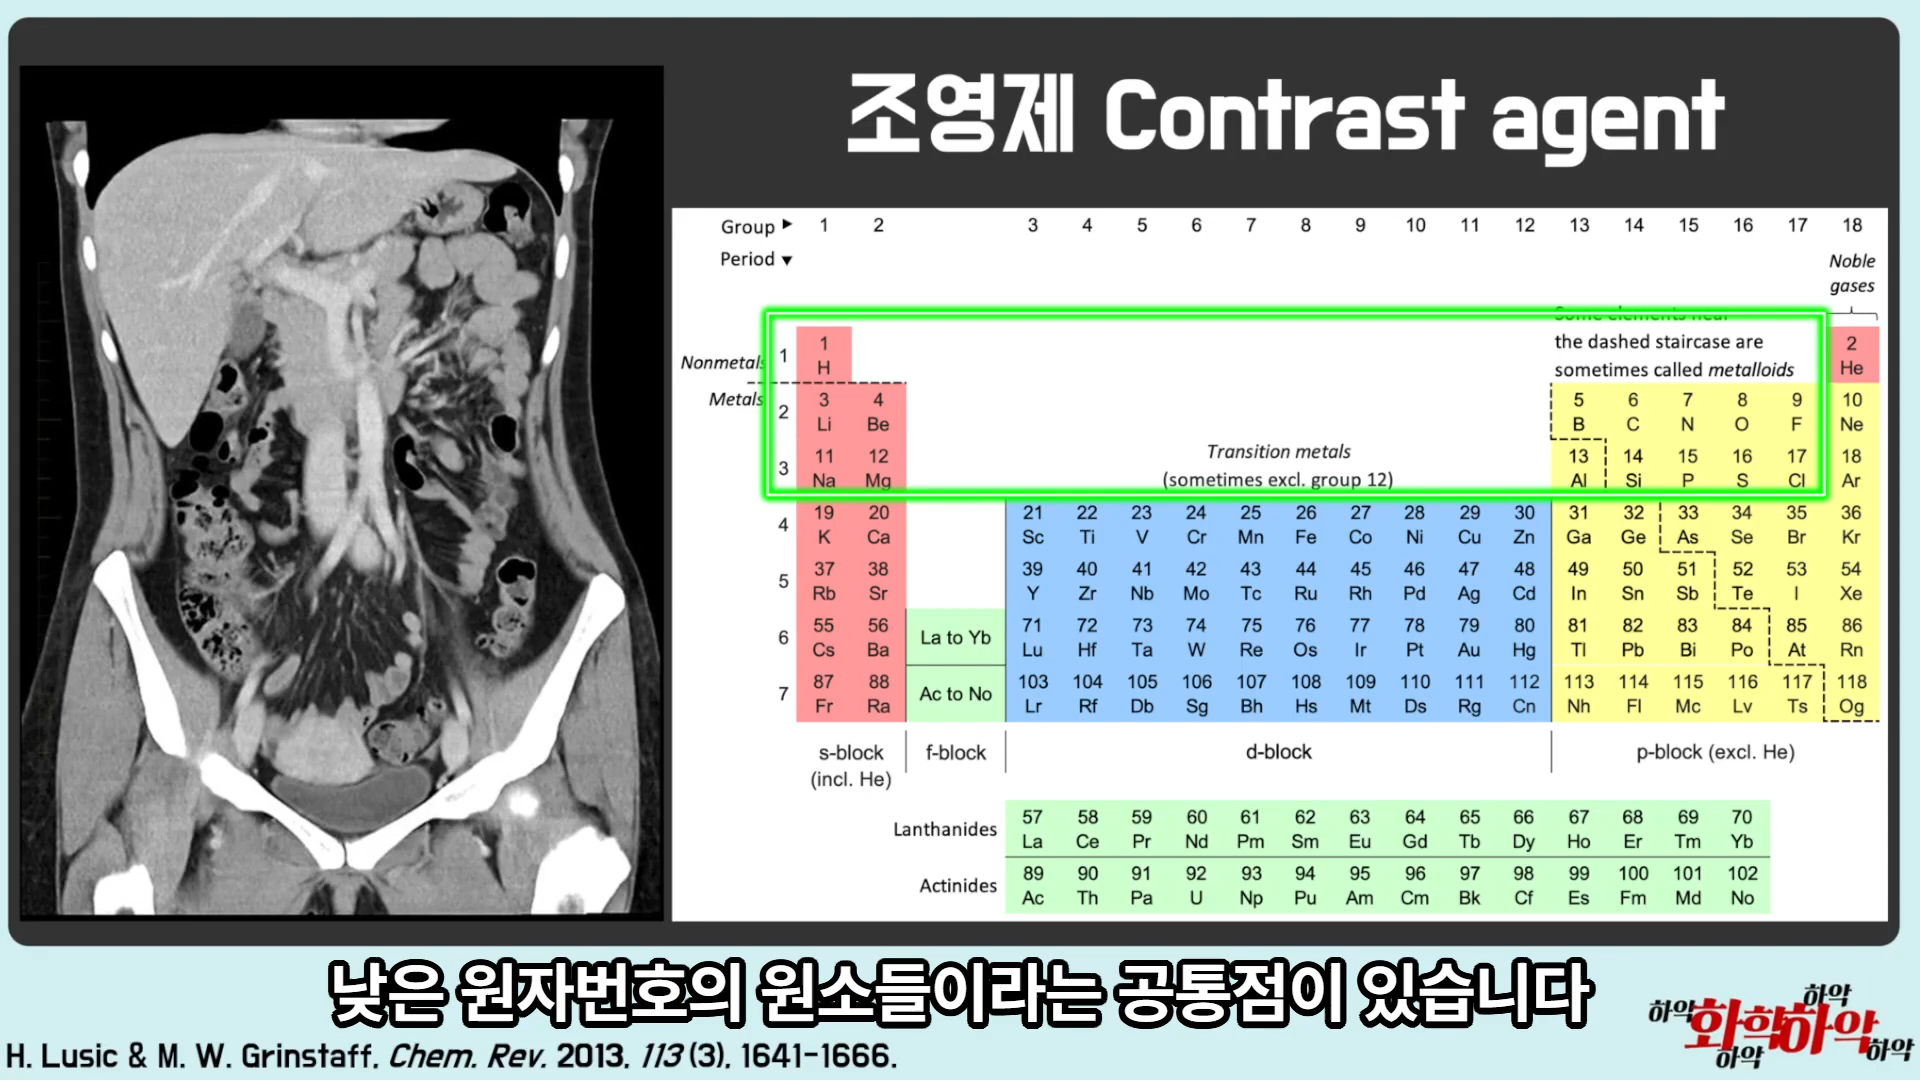 조영제 Contrast agent
Group 1 2 3 4 5 6 7 8 9 10 11 12 13 14 15 16 17 18
Period
Noble
gases
Some elements near
the dashed staircase are
sometimes called metalloids
Nonmetals
Metals
1 1 2
H He
2 3 4 5 6 7 8 9 10
Li Be B C N O F Ne
Transition metals
(sometimes excl. group 12)
3 11 12 13 14 15 16 17 18
Na Mg Al Si P S Cl Ar
4 19 20 21 22 23 24 25 26 27 28 29 30 31 32 33 34 35 36
K Ca Sc Ti V Cr Mn Fe Co Ni Cu Zn Ga Ge As Se Br Kr
5 37 38 39 40 41 42 43 44 45 46 47 48 49 50 51 52 53 54
Rb Sr Y Zr Nb Mo Tc Ru Rh Pd Ag Cd In Sn Sb Te I Xe
6 55 56 La to Yb 71 72 73 74 75 76 77 78 79 80 81 82 83 84 85 86
Cs Ba Lu Hf Ta W Re Os Ir Pt Au Hg Tl Pb Bi Po At Rn
7 87 88 Ac to No 103 104 105 106 107 108 109 110 111 112 113 114 115 116 117 118
Fr Ra Lr Rf Db Sg Bh Hs Mt Ds Rg Cn Nh Fl Mc Lv Ts Og
s-block f-block d-block p-block (excl. He)
(incl. He)
Lanthanides 57 58 59 60 61 62 63 64 65 66 67 68 69 70
La Ce Pr Nd Pm Sm Eu Gd Tb Dy Ho Er Tm Yb
Actinides 89 90 91 92 93 94 95 96 97 98 99 100 101 102
Ac Th Pa U Np Pu Am Cm Bk Cf Es Fm Md No
낮은 원자번호의 원소들이라는 공통점이 있습니다
H. Lusic & M. W. Grinstaff, Chem. Rev. 2013, 113 (3), 1641-1666.
하악
하악
화학하악
하악
하악